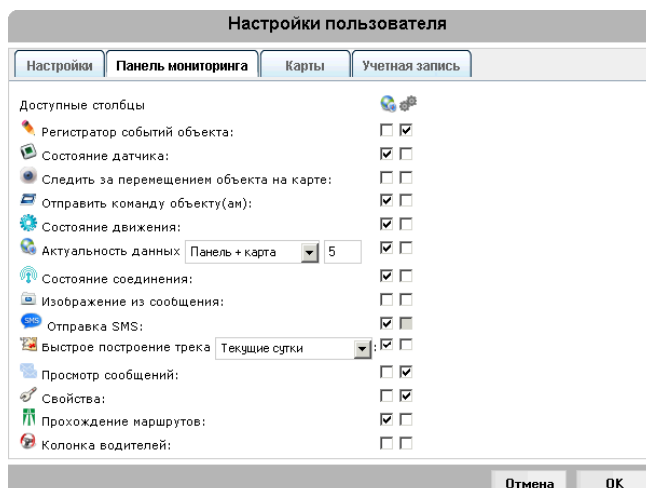 Настройки пользователя
Настройки Панель мониторинга Карты Учетная запись
Доступные столбцы
Регистратор событий объекта:
Состояние датчика:
Следить за перемещением объекта на карте:
Отправить команду объекту(ам):
Состояние движения:
Актуальность данных Панель + карта 5
Состояние соединения:
Изображение из сообщения:
SMS Отправка SMS:
Быстрое построение трека Текущие сутки :
Просмотр сообщений:
Свойства:
Прохождение маршрутов:
Колонка водителей:
Отмена OK